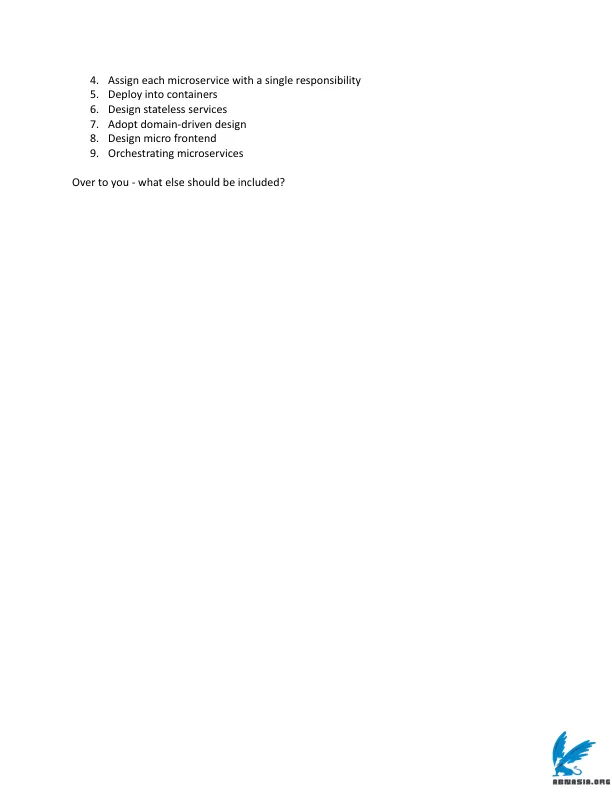 4. Assign each microservice with a single responsibility
5. Deploy into containers
6. Design stateless services
7. Adopt domain-driven design
8. Design micro frontend
9. Orchestrating microservices
Over to you - what else should be included?
ABNASIA.ORG